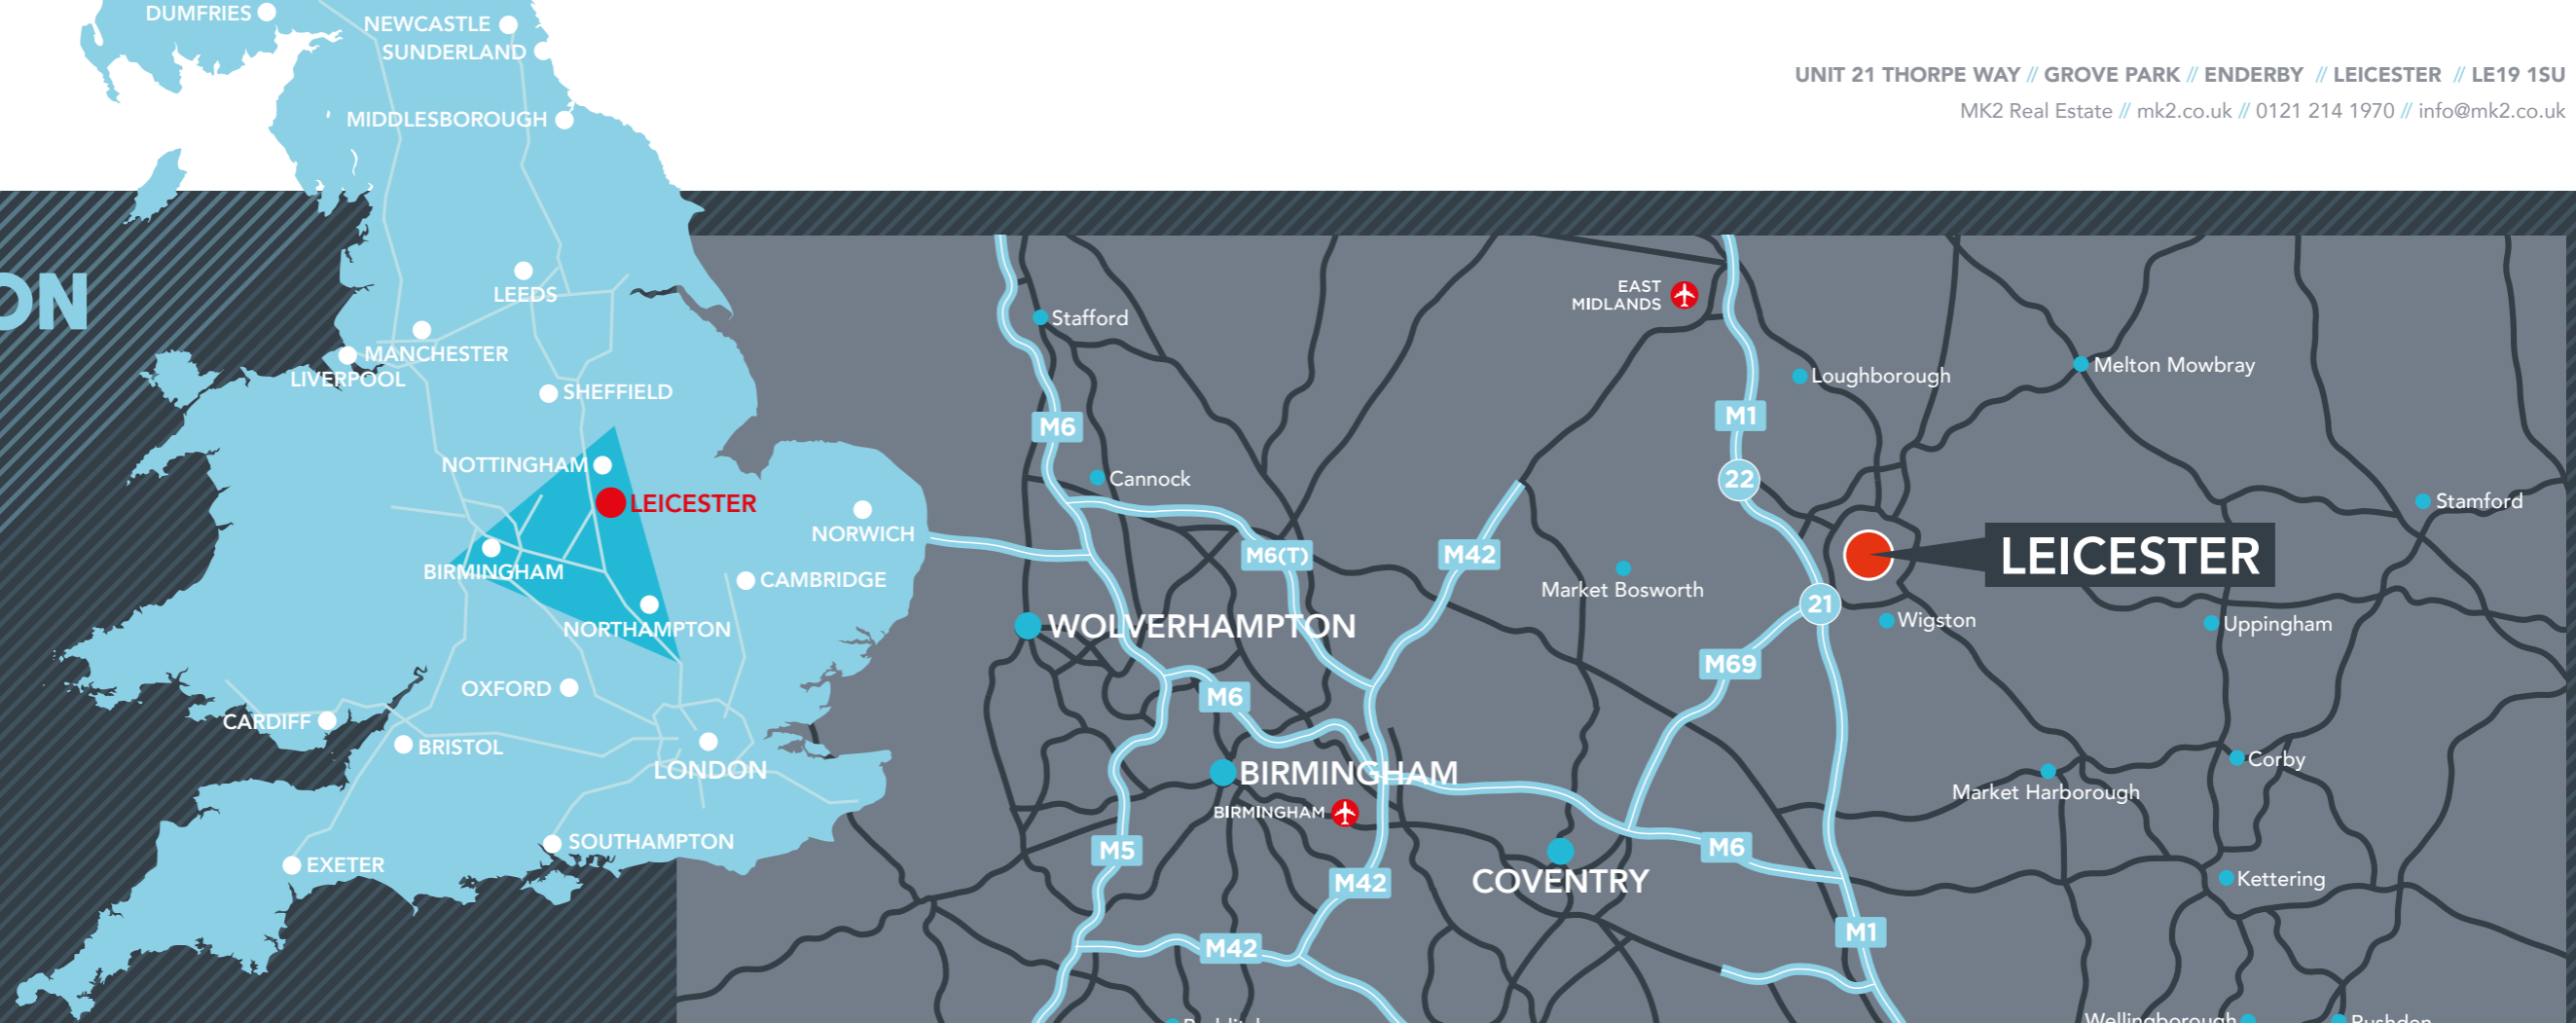 UNIT 21 THORPE WAY // GROVE PARK // ENDERBY // LEICESTER // LE19 1SU
MK2 Real Estate // mk2.co.uk // 0121 214 1970 // info@mk2.co.uk
ON
DUMFRIES
NEWCASTLE
SUNDERLAND
MIDDLESBOROUGH
LEEDS
MANCHESTER
LIVERPOOL
SHEFFIELD
NOTTINGHAM
LEICESTER
NORWICH
BIRMINGHAM
CAMBRIDGE
NORTHAMPTON
OXFORD
CARDIFF
BRISTOL
LONDON
SOUTHAMPTON
EXETER
EAST
MIDLANDS
Stafford
Melton Mowbray
Loughborough
M1
M6
Cannock
22
Stamford
M6(T)
M42
LEICESTER
Market Bosworth
21
Wigston
Uppingham
WOLVERHAMPTON
M69
M6
Corby
BIRMINGHAM
Market Harborough
BIRMINGHAM
M6
M5
Kettering
COVENTRY
M42
M1
M42
Wellingborough
Rushden